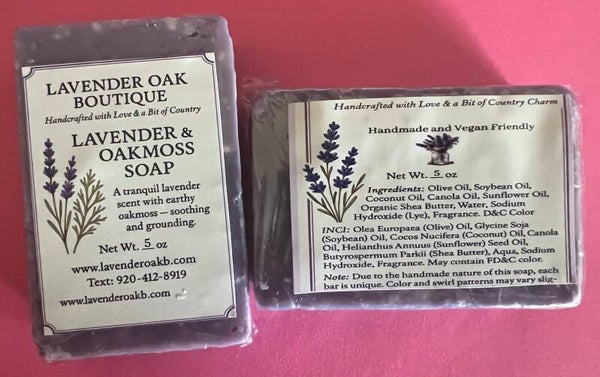 LAVENDER OAK
BOUTIQUE
Handcrafted with Love & a Bit of Country
LAVENDER &
OAKMOSS
SOAP
A tranquil lavender
scent with earthy
oakmoss — soothing
and grounding.
Net Wt. 5 oz
www.lavenderoakb.com
Text: 920-412-8919
www.lavenderoakb.com
Handcrafted with Love & a Bit of Country Charm
Handmade and Vegan Friendly
Net Wt. 5 oz
Ingredients: Olive Oil, Soybean Oil,
Coconut Oil, Canola Oil, Sunflower Oil,
Organic Shea Butter, Water, Sodium
Hydroxide (Lye), Fragrance. D&C Color
INCI: Olea Europaea (Olive) Oil, Glycine Soja
(Soybean) Oil, Cocos Nucifera (Coconut) Oil, Canola
Oil, Helianthus Annuus (Sunflower) Seed Oil,
Butyrospermum Parkii (Shea Butter), Aqua, Sodium
Hydroxide, Fragrance. May contain FD&C color.
Note: Due to the handmade nature of this soap, each
bar is unique. Color and swirl patterns may vary slig-